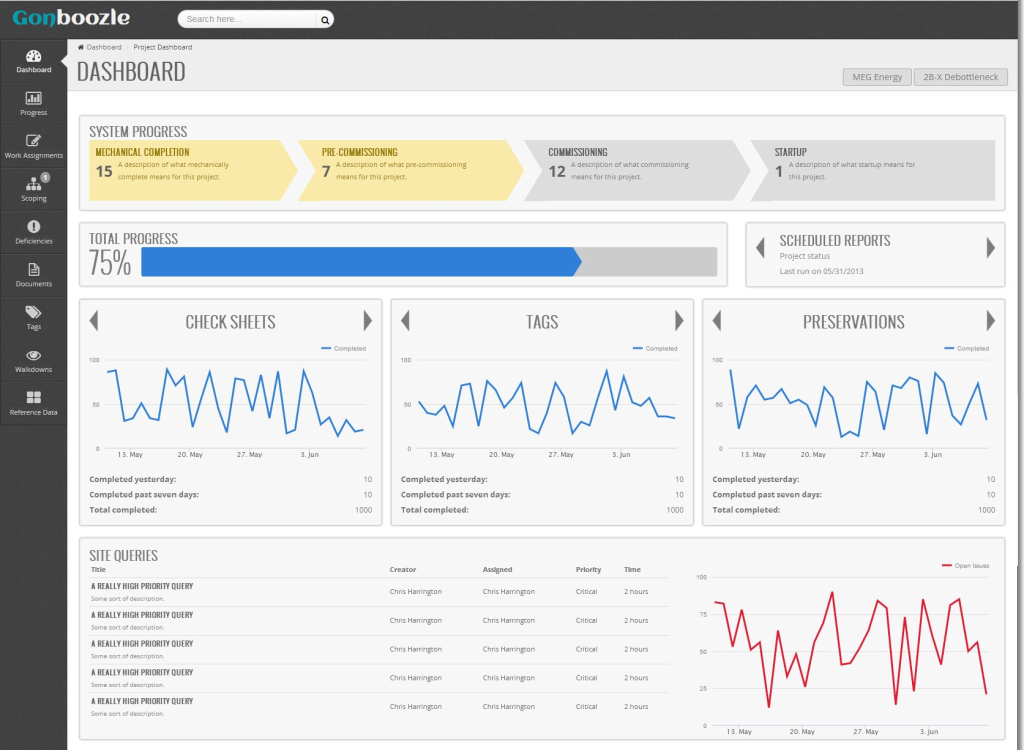 Gonboozle
Search here...
Dashboard
Progress
Work Assignments
1
Scoping
Deficiencies
Documents
Tags
Walkdowns
Reference Data
Dashboard - Project Dashboard
DASHBOARD
MEG Energy
2B-X Debottleneck
SYSTEM PROGRESS
MECHANICAL COMPLETION
15
A description of what mechanically
complete means for this project.
PRE-COMMISSIONING
7
A description of what pre-commissioning
means for this project.
COMMISSIONING
12
A description of what commissioning
means for this project.
STARTUP
1
A description of what startup means for
this project.
TOTAL PROGRESS
75%
SCHEDULED REPORTS
Project status
Last run on 05/31/2013
CHECK SHEETS
Completed
100
50
0
13. May 20. May 27. May 3. Jun
Completed yesterday: 10
Completed past seven days: 10
Total completed: 1000
TAGS
Completed
100
50
0
13. May 20. May 27. May 3. Jun
Completed yesterday: 10
Completed past seven days: 10
Total completed: 1000
PRESERVATIONS
Completed
100
50
0
13. May 20. May 27. May 3. Jun
Completed yesterday: 10
Completed past seven days: 10
Total completed: 1000
SITE QUERIES
Title Creator Assigned Priority Time
A REALLY HIGH PRIORITY QUERY
Some sort of description.
Chris Harrington Chris Harrington Critical 2 hours
A REALLY HIGH PRIORITY QUERY
Some sort of description.
Chris Harrington Chris Harrington Critical 2 hours
A REALLY HIGH PRIORITY QUERY
Some sort of description.
Chris Harrington Chris Harrington Critical 2 hours
A REALLY HIGH PRIORITY QUERY
Some sort of description.
Chris Harrington Chris Harrington Critical 2 hours
A REALLY HIGH PRIORITY QUERY
Some sort of description.
Chris Harrington Chris Harrington Critical 2 hours
Open Issues
100
75
50
25
0
13. May 20. May 27. May 3. Jun